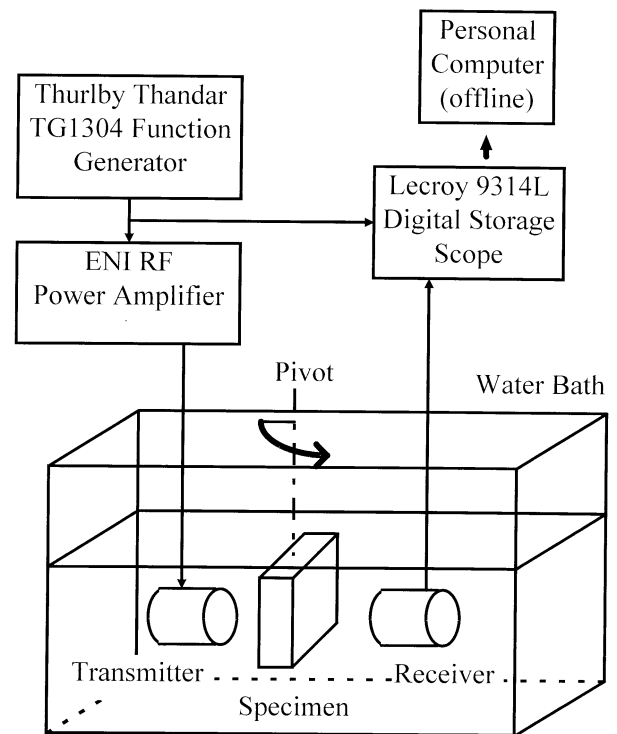 Personal
Computer
(offline)
Thurlby Thandar
TG1304 Function
Generator
Lecroy 9314L
Digital Storage
Scope
ENI RF
Power Amplifier
Pivot
Water Bath
Transmitter
Receiver
Specimen